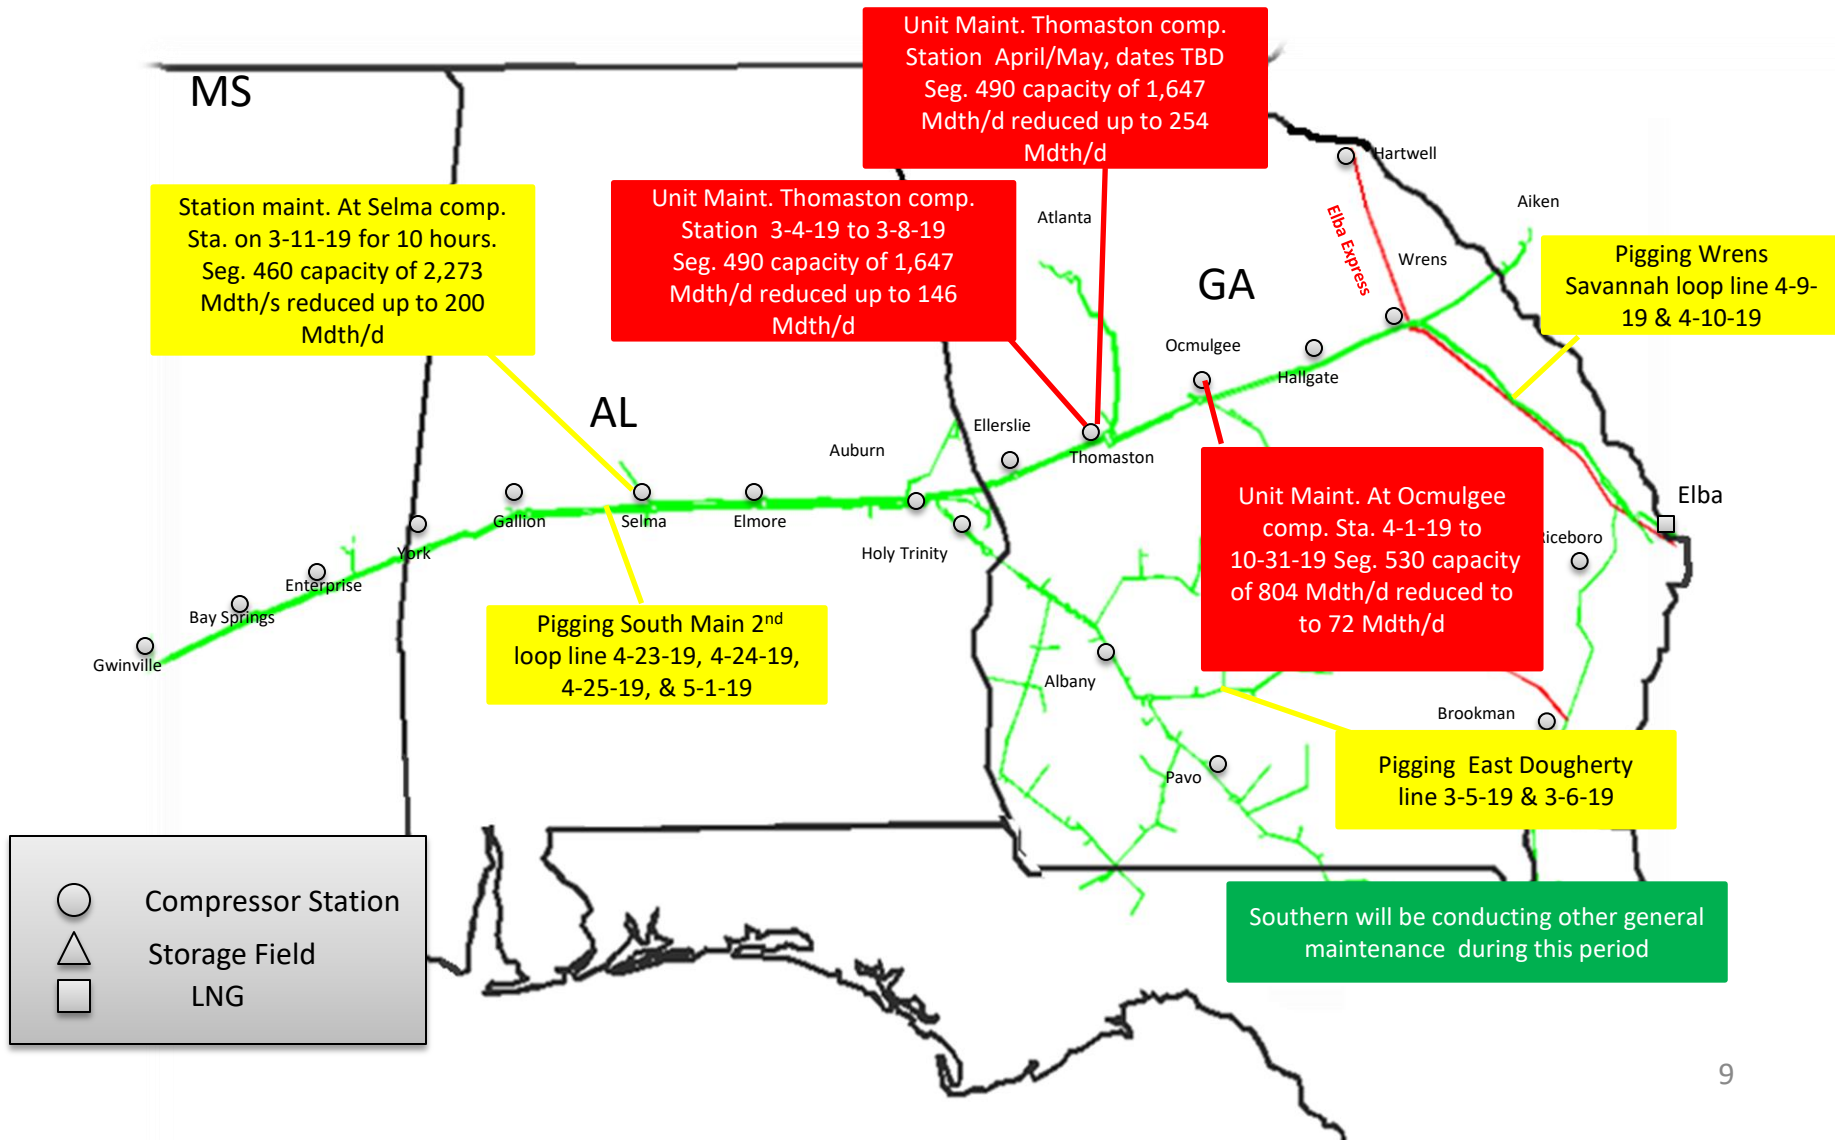 Unit Maint. Thomaston comp.
Station  April/May, dates TBD
Seg. 490 capacity of 1,647
Mdth/d reduced up to 254
Mdth/d
MS
Hartwell
Station maint. At Selma comp.
Sta. on 3-11-19 for 10 hours.
Seg. 460 capacity of 2,273
Mdth/s reduced up to 200
Mdth/d
Unit Maint. Thomaston comp.
Station  3-4-19 to 3-8-19
Seg. 490 capacity of 1,647
Mdth/d reduced up to 146
Mdth/d
Atlanta
Elba Express
Aiken
Wrens
Pigging Wrens
Savannah loop line 4-9-
19 & 4-10-19
GA
Ocmulgee
Hallgate
AL
Auburn
Ellerslie
Thomaston
Gallion
Selma
Elmore
Holy Trinity
York
Enterprise
Bay Springs
Gwinville
Unit Maint. At Ocmulgee
comp. Sta. 4-1-19 to
10-31-19 Seg. 530 capacity
of 804 Mdth/d reduced to
to 72 Mdth/d
Elba
Riceboro
Pigging South Main 2nd
loop line 4-23-19, 4-24-19,
4-25-19, & 5-1-19
Albany
Brookman
Pavo
Pigging  East Dougherty
line 3-5-19 & 3-6-19
Compressor Station
Storage Field
LNG
Southern will be conducting other general
maintenance  during this period
9